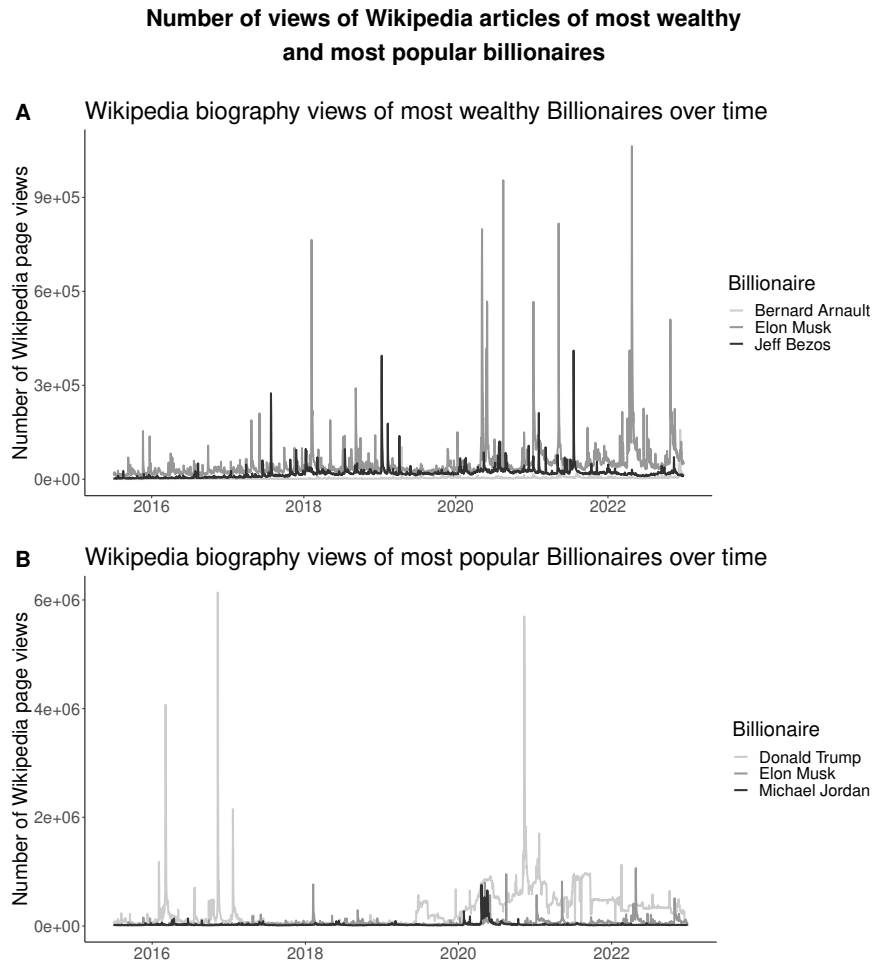 Number of views of Wikipedia articles of most wealthy
and most popular billionaires
A
Wikipedia biography views of most wealthy Billionaires over time
Number of Wikipedia page views
9e+05
6e+05
3e+05
0e+00
2016
2018
2020
2022
Billionaire
Bernard Arnault
Elon Musk
Jeff Bezos
B
Wikipedia biography views of most popular Billionaires over time
Number of Wikipedia page views
6e+06
4e+06
2e+06
0e+00
2016
2018
2020
2022
Billionaire
Donald Trump
Elon Musk
Michael Jordan